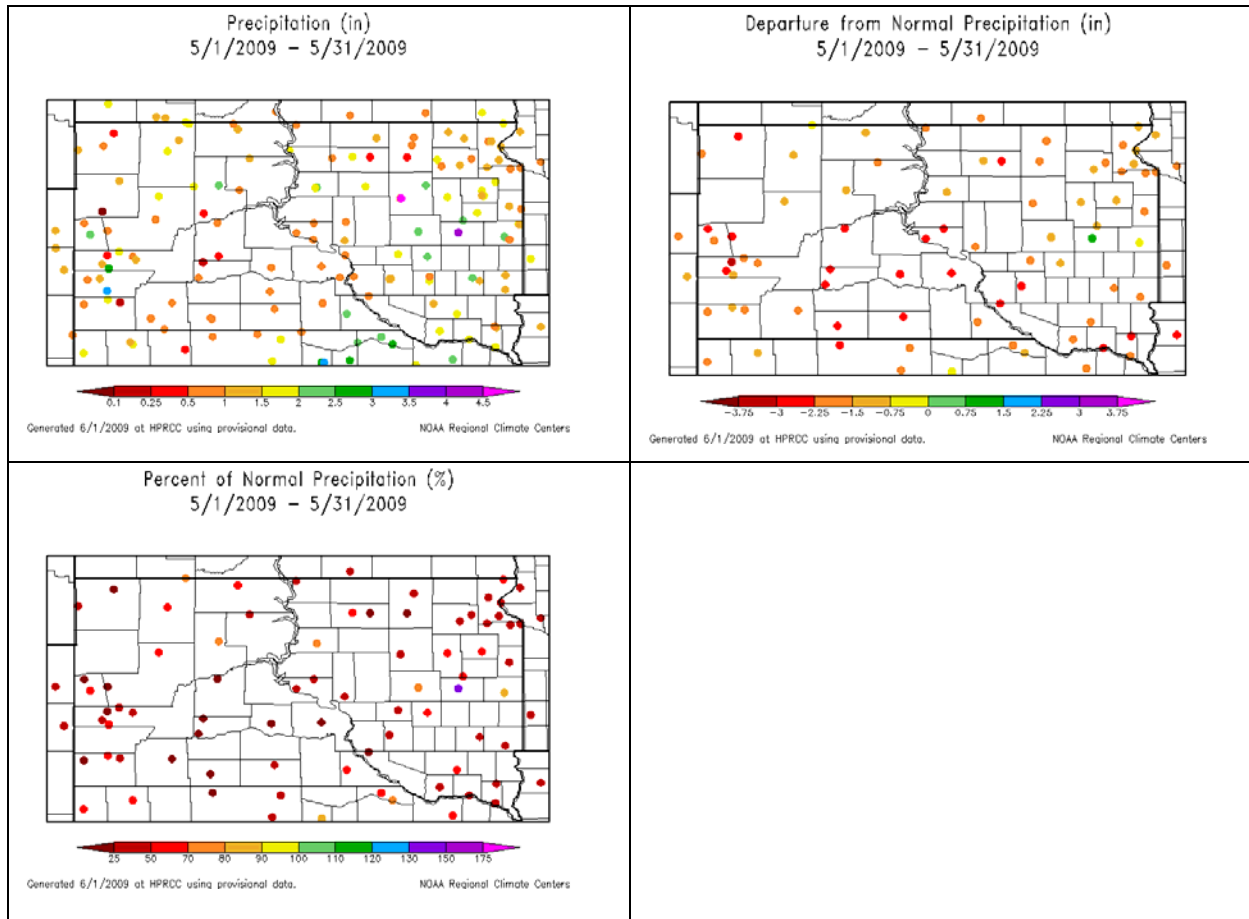 Precipitation (in)
5/1/2009 – 5/31/2009
0.1 0.25 0.5 1 1.5 2 2.5 3 3.5 4 4.5
Generated 6/1/2009 at HPRCC using provisional data. NOAA Regional Climate Centers
Departure from Normal Precipitation (in)
5/1/2009 – 5/31/2009
-3.75 -3 -2.25 -1.5 -0.75 0 0.75 1.5 2.25 3 3.75
Generated 6/1/2009 at HPRCC using provisional data. NOAA Regional Climate Centers
Percent of Normal Precipitation (%)
5/1/2009 – 5/31/2009
25 50 70 80 90 100 110 120 130 150 175
Generated 6/1/2009 at HPRCC using provisional data. NOAA Regional Climate Centers